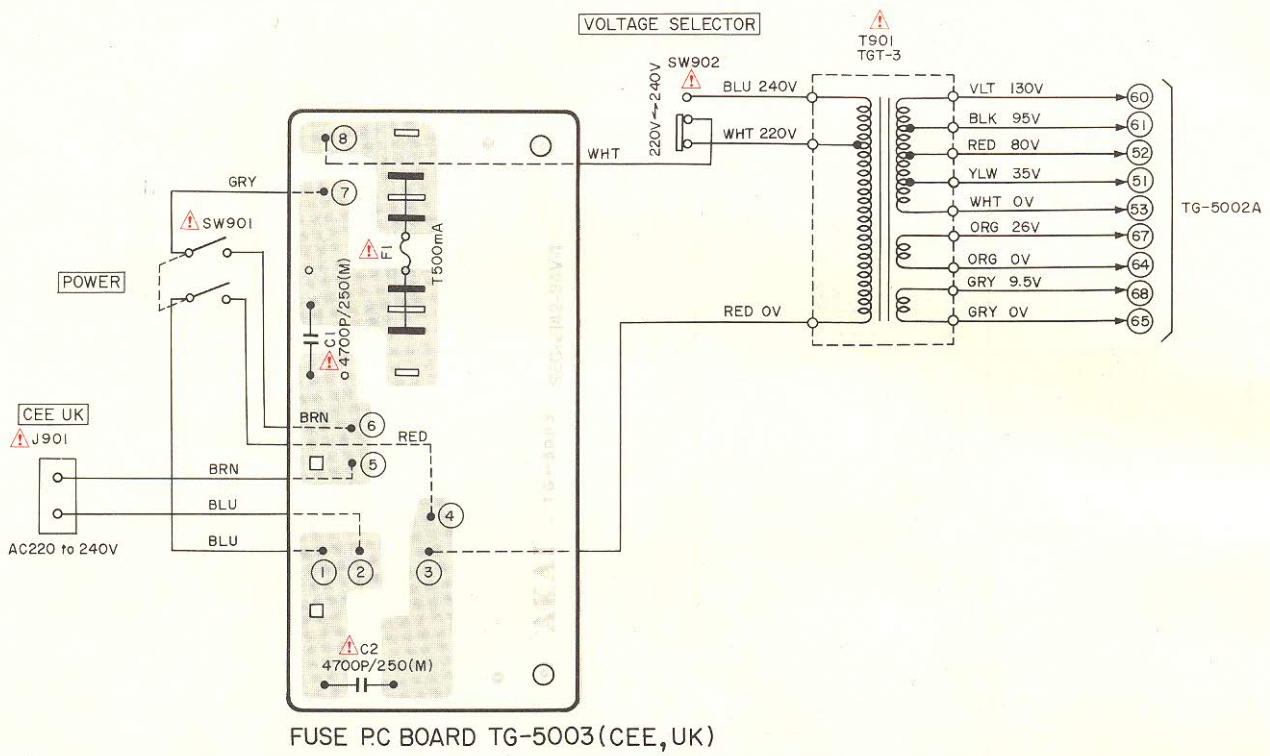 VOLTAGE SELECTOR
T901
TGT-3
SW902
220V↔240V
BLU 240V
WHT 220V
RED 0V
VLT 130V
60
BLK 95V
61
RED 80V
52
YLW 35V
51
WHT 0V
53
ORG 26V
67
ORG 0V
64
GRY 9.5V
68
GRY 0V
65
TG-5002A
8
WHT
GRY
7
SW901
POWER
F1
T500mA
C1
4700P/250(M)
CEE UK
J901
BRN
6
RED
BRN
5
BLU
4
BLU
AC220 to 240V
1
2
3
AKAI
C2
4700P/250(M)
FUSE P.C BOARD TG-5003(CEE,UK)